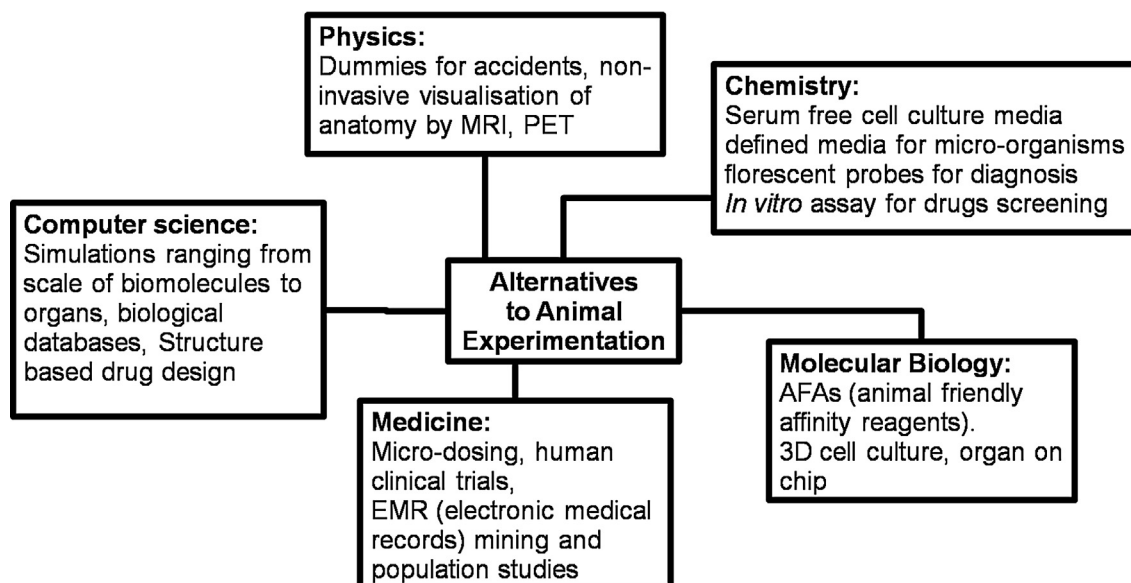 Physics:
Dummies for accidents, non-
invasive visualisation of
anatomy by MRI, PET
Chemistry:
Serum free cell culture media
defined media for micro-organisms
florescent probes for diagnosis
In vitro assay for drugs screening
Computer science:
Simulations ranging from
scale of biomolecules to
organs, biological
databases, Structure
based drug design
Alternatives
to Animal
Experimentation
Molecular Biology:
AFAs (animal friendly
affinity reagents).
3D cell culture, organ on
chip
Medicine:
Micro-dosing, human
clinical trials,
EMR (electronic medical
records) mining and
population studies